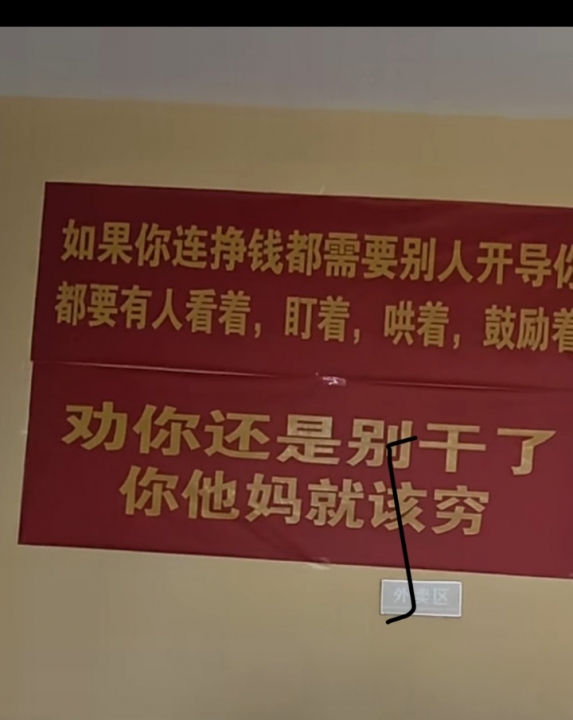 如果你连挣钱都需要别人开导你
都要有人看着，盯着，哄着，鼓励着
劝你还是别干了
你他妈就该穷
外卖区